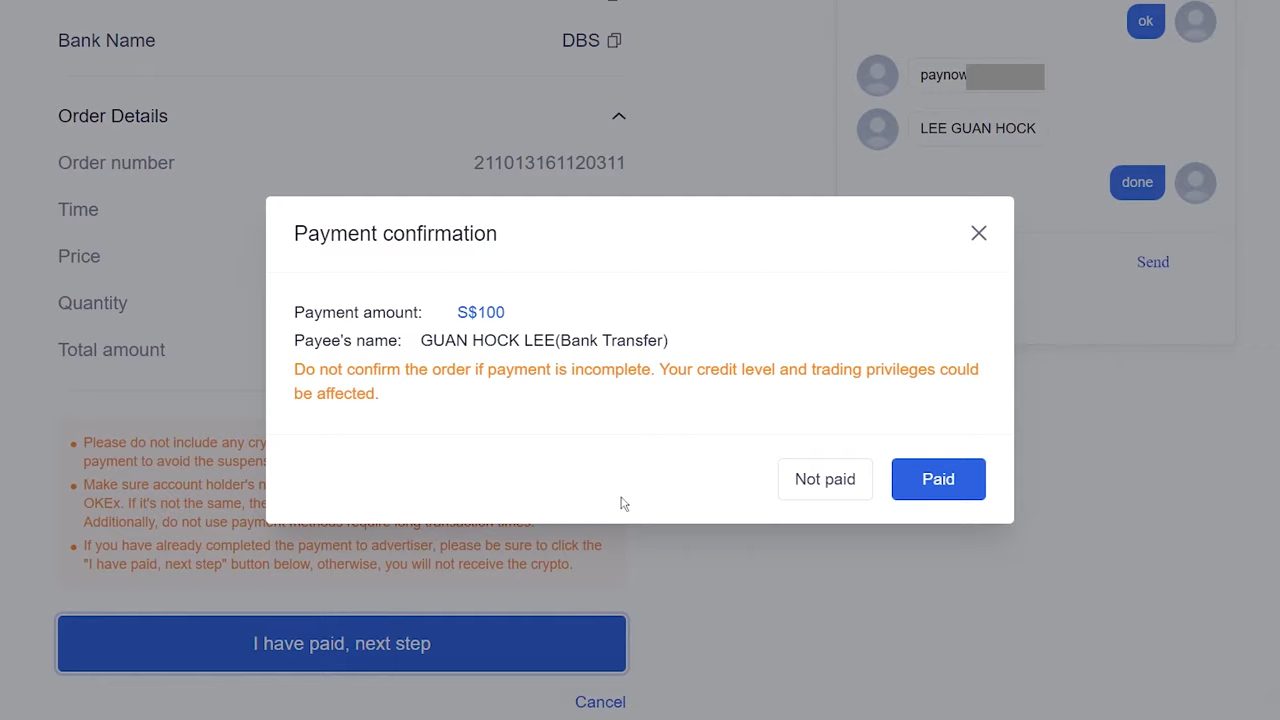 Bank Name
DBS
Order Details
Order number
211013161120311
Time
Price
Quantity
Total amount
Please do not include any cry
payment to avoid the suspens
Make sure account holder's n
OKEx. If it's not the same, the
Additionally, do not use payment methods require long transaction times.
If you have already completed the payment to advertiser, please be sure to click the
"I have paid, next step" button below, otherwise, you will not receive the crypto.
I have paid, next step
Cancel
Payment confirmation
Payment amount: S$100
Payee's name: GUAN HOCK LEE(Bank Transfer)
Do not confirm the order if payment is incomplete. Your credit level and trading privileges could
be affected.
Not paid
Paid
ok
paynow
LEE GUAN HOCK
done
Send